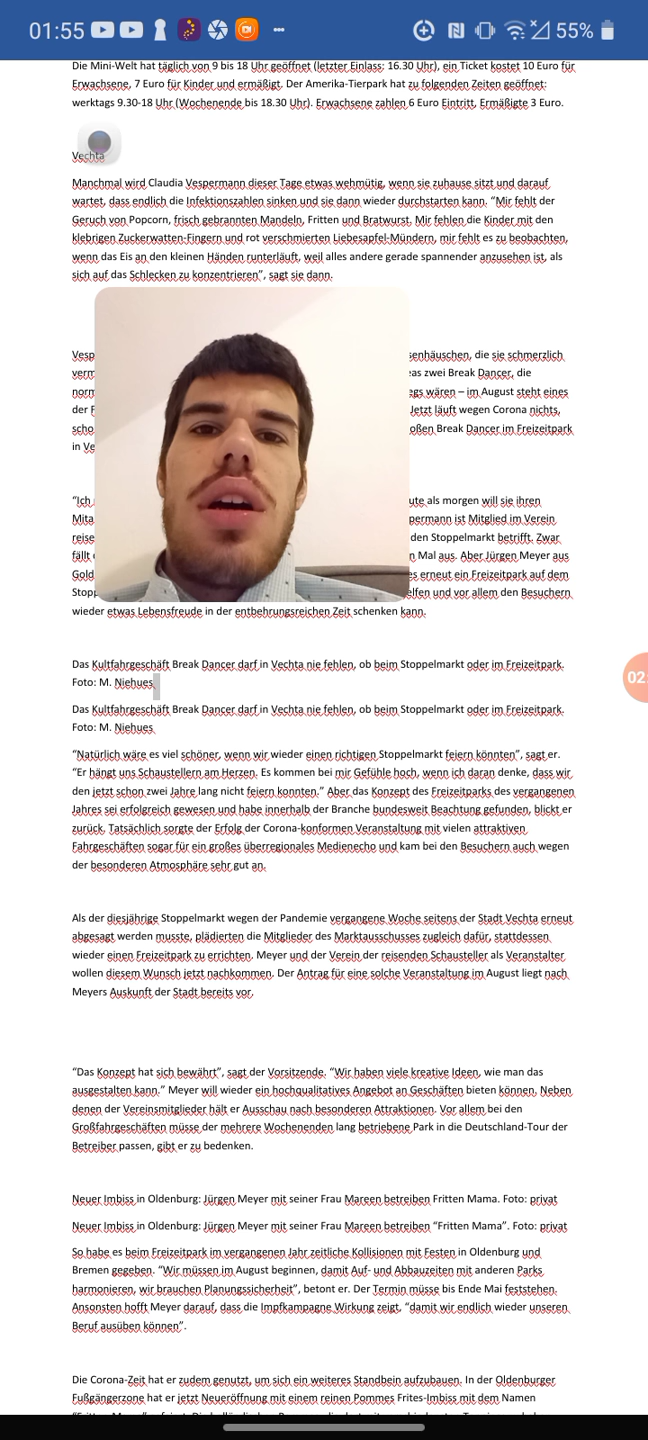 01:55
55%
Die Mini-Welt hat täglich von 9 bis 18 Uhr geöffnet (letzter Einlass: 16.30 Uhr), ein Ticket kostet 10 Euro für
Erwachsene, 7 Euro für Kinder und ermäßigt. Der Amerika-Tierpark hat zu folgenden Zeiten geöffnet:
werktags 9.30-18 Uhr (Wochenende bis 18.30 Uhr). Erwachsene zahlen 6 Euro Eintritt, Ermäßigte 3 Euro.
Vechta
Manchmal wird Claudia Vespermann dieser Tage etwas wehmütig, wenn sie zuhause sitzt und darauf
wartet, dass endlich die Infektionszahlen sinken und sie dann wieder durchstarten kann. “Mir fehlt der
Geruch von Popcorn, frisch gebrannten Mandeln, Fritten und Bratwurst. Mir fehlen die Kinder mit den
klebrigen Zuckerwatten-Fingern und rot verschmierten Liebesapfel-Mündern, mir fehlt es zu beobachten,
wenn das Eis an den kleinen Händen runterläuft, weil alles andere gerade spannender anzusehen ist, als
sich auf das Schlecken zu konzentrieren”, sagt sie dann.
Vesp senhäuschen, die sie schmerzlich
verm eas zwei Break Dancer, die
norm egs wären – im August steht eines
der F Jetzt läuft wegen Corona nichts,
scho oßen Break Dancer im Freizeitpark
in Ve
“Ich ute als morgen will sie ihren
Mita permann ist Mitglied im Verein
reise den Stoppelmarkt betrifft. Zwar
fällt n Mal aus. Aber Jürgen Meyer aus
Gold es erneut ein Freizeitpark auf dem
Stopp elfen und vor allem den Besuchern
wieder etwas Lebensfreude in der entbehrungsreichen Zeit schenken kann.
Das Kultfahrgeschäft Break Dancer darf in Vechta nie fehlen, ob beim Stoppelmarkt oder im Freizeitpark.
Foto: M. Niehues
Das Kultfahrgeschäft Break Dancer darf in Vechta nie fehlen, ob beim Stoppelmarkt oder im Freizeitpark.
Foto: M. Niehues
“Natürlich wäre es viel schöner, wenn wir wieder einen richtigen Stoppelmarkt feiern könnten”, sagt er.
“Er hängt uns Schaustellern am Herzen. Es kommen bei mir Gefühle hoch, wenn ich daran denke, dass wir
den jetzt schon zwei Jahre lang nicht feiern konnten.” Aber das Konzept des Freizeitparks des vergangenen
Jahres sei erfolgreich gewesen und habe innerhalb der Branche bundesweit Beachtung gefunden, blickt er
zurück. Tatsächlich sorgte der Erfolg der Corona-konformen Veranstaltung mit vielen attraktiven
Fahrgeschäften sogar für ein großes überregionales Medienecho und kam bei den Besuchern auch wegen
der besonderen Atmosphäre sehr gut an.
Als der diesjährige Stoppelmarkt wegen der Pandemie vergangene Woche seitens der Stadt Vechta erneut
abgesagt werden musste, plädierten die Mitglieder des Marktausschusses zugleich dafür, stattdessen
wieder einen Freizeitpark zu errichten. Meyer und der Verein der reisenden Schausteller als Veranstalter
wollen diesem Wunsch jetzt nachkommen. Der Antrag für eine solche Veranstaltung im August liegt nach
Meyers Auskunft der Stadt bereits vor.
“Das Konzept hat sich bewährt”, sagt der Vorsitzende. “Wir haben viele kreative Ideen, wie man das
ausgestalten kann.” Meyer will wieder ein hochqualitatives Angebot an Geschäften bieten können. Neben
denen der Vereinsmitglieder hält er Ausschau nach besonderen Attraktionen. Vor allem bei den
Großfahrgeschäften müsse der mehrere Wochenenden lang betriebene Park in die Deutschland-Tour der
Betreiber passen, gibt er zu bedenken.
Neuer Imbiss in Oldenburg: Jürgen Meyer mit seiner Frau Mareen betreiben Fritten Mama. Foto: privat
Neuer Imbiss in Oldenburg: Jürgen Meyer mit seiner Frau Mareen betreiben “Fritten Mama”. Foto: privat
So habe es beim Freizeitpark im vergangenen Jahr zeitliche Kollisionen mit Festen in Oldenburg und
Bremen gegeben. “Wir müssen im August beginnen, damit Auf- und Abbauzeiten mit anderen Parks
harmonieren, wir brauchen Planungssicherheit”, betont er. Der Termin müsse bis Ende Mai feststehen.
Ansonsten hofft Meyer darauf, dass die Impfkampagne Wirkung zeigt, “damit wir endlich wieder unseren
Beruf ausüben können”.
Die Corona-Zeit hat er zudem genutzt, um sich ein weiteres Standbein aufzubauen. In der Oldenburger
Fußgängerzone hat er jetzt Neueröffnung mit einem reinen Pommes Frites-Imbiss mit dem Namen